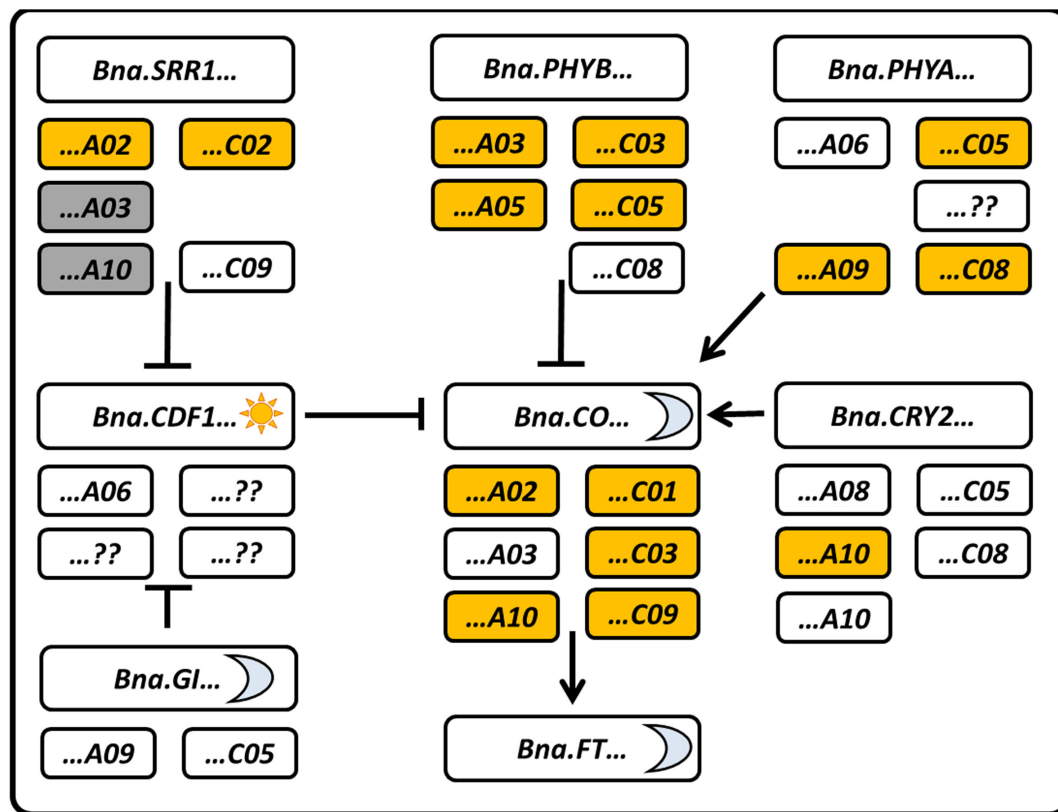 Bna.SRR1...
Bna.PHYB...
Bna.PHYA...
...A02
...C02
...A03
...C03
...A06
...C05
...A03
...A05
...C05
...??
...A10
...C09
...C08
...A09
...C08
Bna.CDF1...
Bna.CO...
Bna.CRY2...
...A06
...??
...A02
...C01
...A08
...C05
...??
...??
...A03
...C03
...A10
...C08
...A10
...C09
...A10
Bna.GI...
Bna.FT...
...A09
...C05